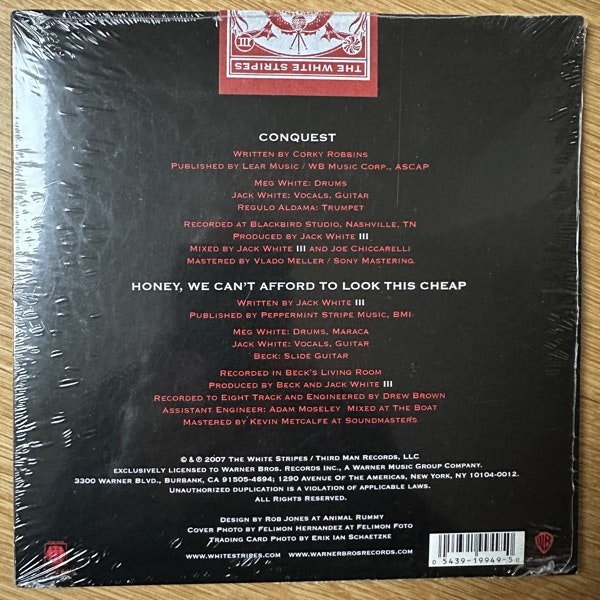 THE WHITE STRIPES
III
CONQUEST
WRITTEN BY CORKY ROBBINS
PUBLISHED BY LEAR MUSIC / WB MUSIC CORP., ASCAP
MEG WHITE: DRUMS
JACK WHITE: VOCALS, GUITAR
REGULO ALDAMA: TRUMPET
RECORDED AT BLACKBIRD STUDIO, NASHVILLE, TN
PRODUCED BY JACK WHITE III
MIXED BY JACK WHITE III AND JOE CHICCARELLI
MASTERED BY VLADO MELLER / SONY MASTERING
HONEY, WE CAN'T AFFORD TO LOOK THIS CHEAP
WRITTEN BY JACK WHITE III
PUBLISHED BY PEPPERMINT STRIPE MUSIC, BMI
MEG WHITE: DRUMS, MARACA
JACK WHITE: VOCALS, GUITAR
BECK: SLIDE GUITAR
RECORDED IN BECK'S LIVING ROOM
PRODUCED BY BECK AND JACK WHITE III
RECORDED TO EIGHT TRACK AND ENGINEERED BY DREW BROWN
ASSISTANT ENGINEER: ADAM MOSELEY MIXED AT THE BOAT
MASTERED BY KEVIN METCALFE AT SOUNDMASTERS
© & ℗ 2007 THE WHITE STRIPES / THIRD MAN RECORDS, LLC
EXCLUSIVELY LICENSED TO WARNER BROS. RECORDS INC., A WARNER MUSIC GROUP COMPANY.
3300 WARNER BLVD., BURBANK, CA 91505-4694; 1290 AVENUE OF THE AMERICAS, NEW YORK, NY 10104-0012.
UNAUTHORIZED DUPLICATION IS A VIOLATION OF APPLICABLE LAWS.
ALL RIGHTS RESERVED.
DESIGN BY ROB JONES AT ANIMAL RUMMY
COVER PHOTO BY FELIMON HERNANDEZ AT FELIMON FOTO
TRADING CARD PHOTO BY ERIK IAN SCHAETZKE
WWW.WHITESTRIPES.COM WWW.WARNERBROSRECORDS.COM
0 5439-19949-5 0
WB